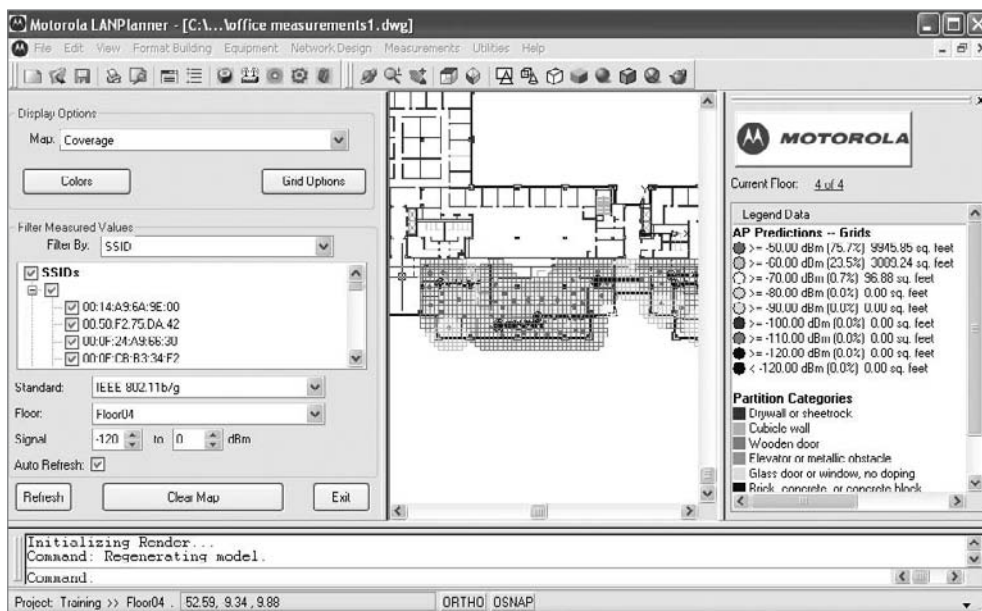 Motorola LANPlanner - [C:\...\office measurements1.dwg]
File Edit View Format Building Equipment Network Design Measurements Utilities Help
Display Options
Map: Coverage
Colors Grid Options
Filter Measured Values
Filter By: SSID
SSIDs
00:14:A9:6A:9E:00
00:50:F2:75:DA:42
00:0F:24:A9:66:30
00:0F:CB:B3:34:F2
Standard: IEEE 802.11b/g
Floor: Floor04
Signal -120 to 0 dBm
Auto Refresh:
Refresh Clear Map Exit
MOTOROLA
Current Floor: 4 of 4
Legend Data
AP Predictions -- Grids
>= -50.00 dBm (75.7%) 9945.85 sq. feet
>= -60.00 dBm (23.5%) 3089.24 sq. feet
>= -70.00 dBm (0.7%) 96.88 sq. feet
>= -80.00 dBm (0.0%) 0.00 sq. feet
>= -90.00 dBm (0.0%) 0.00 sq. feet
>= -100.00 dBm (0.0%) 0.00 sq. feet
>= -110.00 dBm (0.0%) 0.00 sq. feet
>= -120.00 dBm (0.0%) 0.00 sq. feet
< -120.00 dBm (0.0%) 0.00 sq. feet
Partition Categories
Drywall or sheetrock
Cubicle wall
Wooden door
Elevator or metallic obstacle
Glass door or window, no doping
Brick, concrete, or concrete block
Initializing Render...
Command: Regenerating model.
Command:
Project: Training >> Floor04 . 52.59, 9.34 , 9.88 ORTHO OSNAP